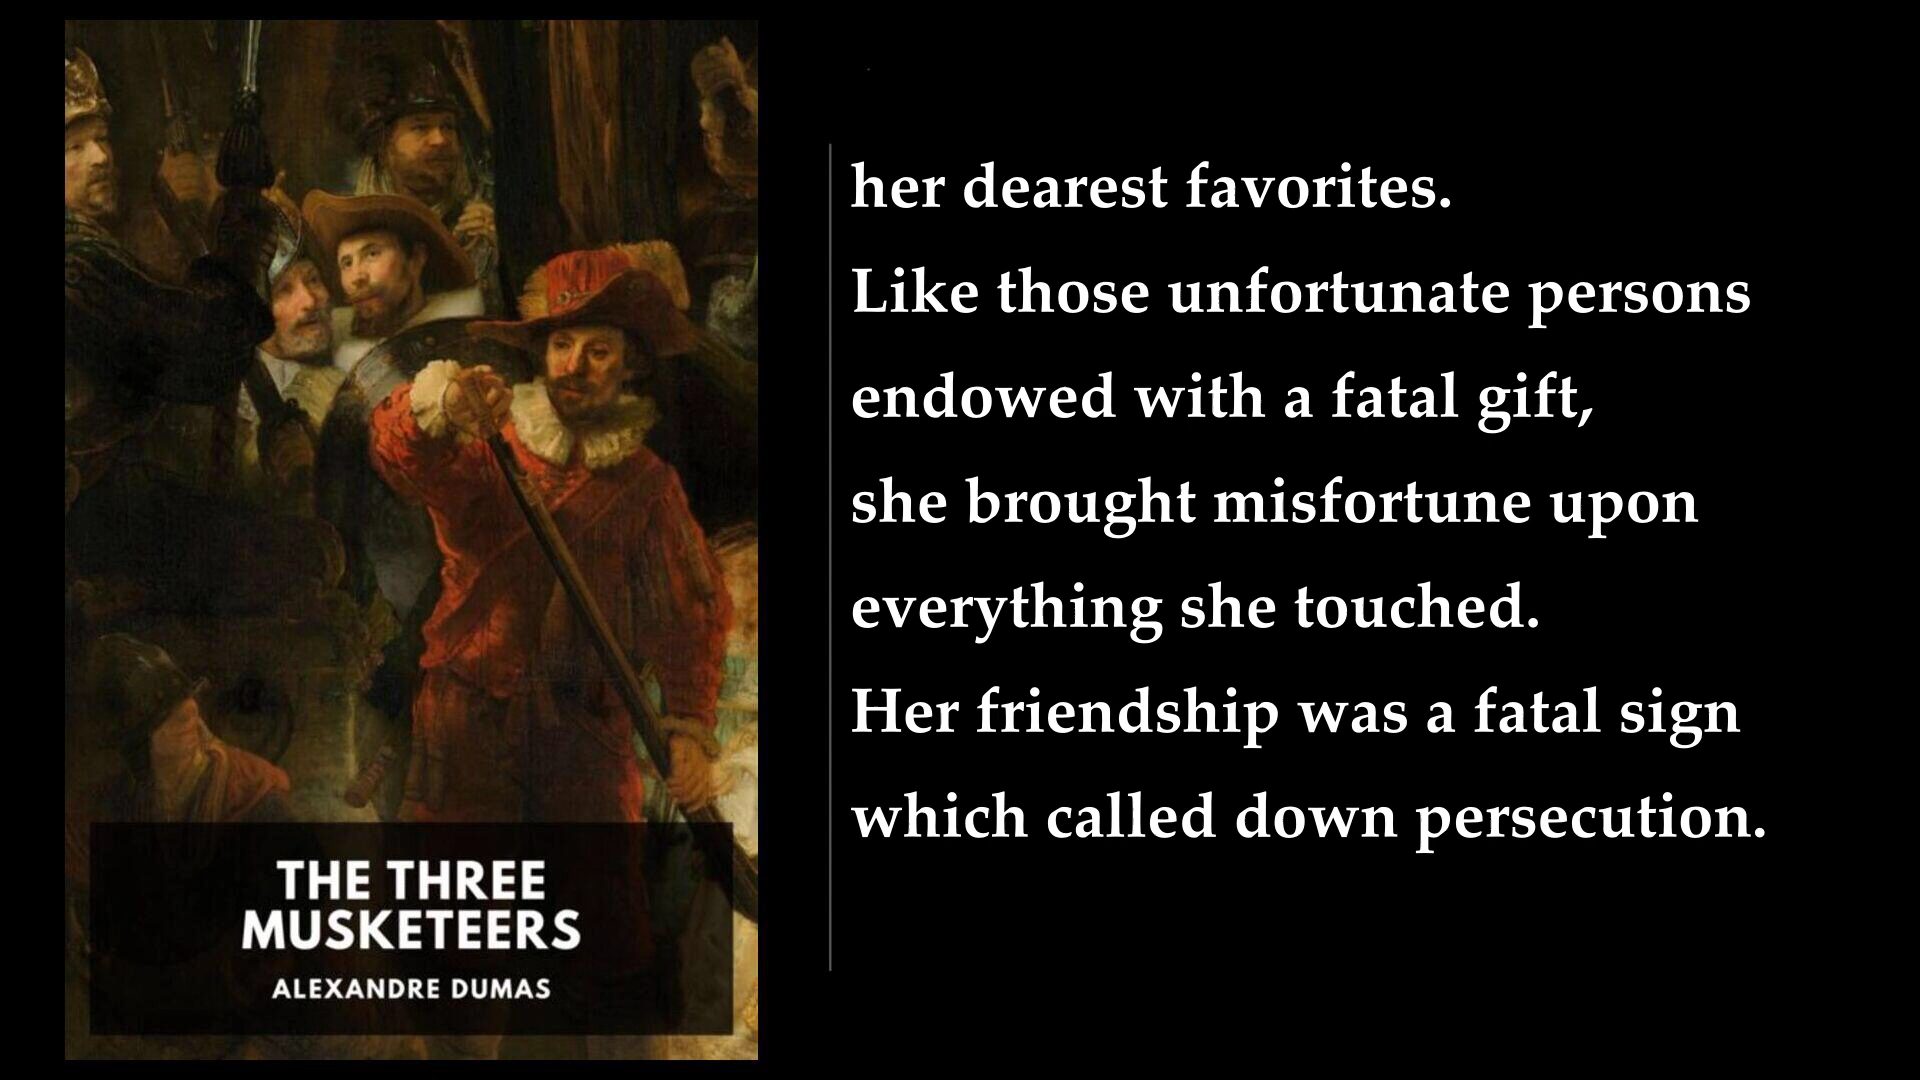 THE THREE
MUSKETEERS
ALEXANDRE DUMAS
her dearest favorites.
Like those unfortunate persons
endowed with a fatal gift,
she brought misfortune upon
everything she touched.
Her friendship was a fatal sign
which called down persecution.